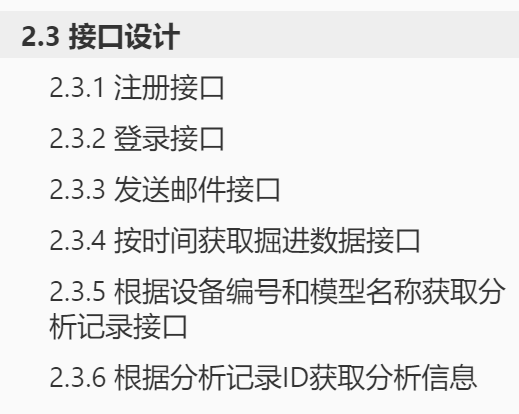 2.3 接口设计
2.3.1 注册接口
2.3.2 登录接口
2.3.3 发送邮件接口
2.3.4 按时间获取掘进数据接口
2.3.5 根据设备编号和模型名称获取分
析记录接口
2.3.6 根据分析记录ID获取分析信息